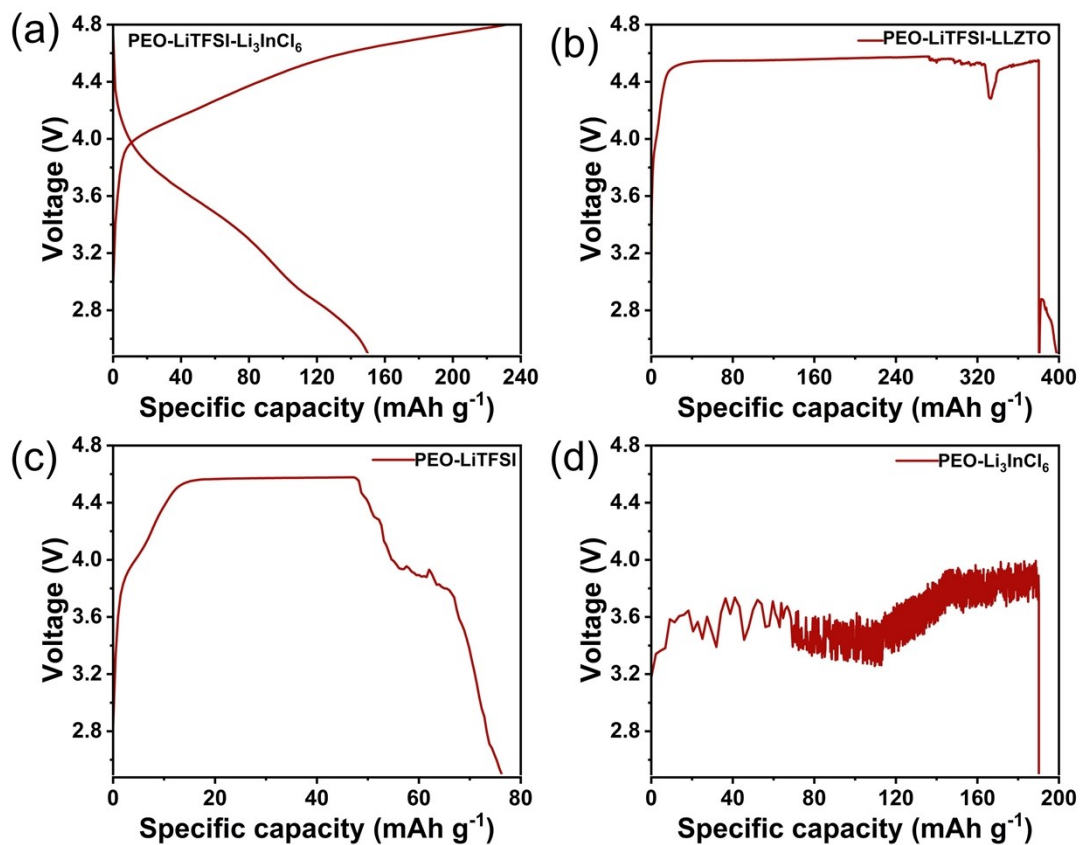 (a)
PEO-LiTFSI-Li₃InCl₆
Voltage (V)
4.8
4.4
4.0
3.6
3.2
2.8
0 40 80 120 160 200 240
Specific capacity (mAh g⁻¹)
(b)
PEO-LiTFSI-LLZTO
Voltage (V)
4.8
4.4
4.0
3.6
3.2
2.8
0 80 160 240 320 400
Specific capacity (mAh g⁻¹)
(c)
PEO-LiTFSI
Voltage (V)
4.8
4.4
4.0
3.6
3.2
2.8
0 20 40 60 80
Specific capacity (mAh g⁻¹)
(d)
PEO-Li₃InCl₆
Voltage (V)
4.8
4.4
4.0
3.6
3.2
2.8
0 40 80 120 160 200
Specific capacity (mAh g⁻¹)